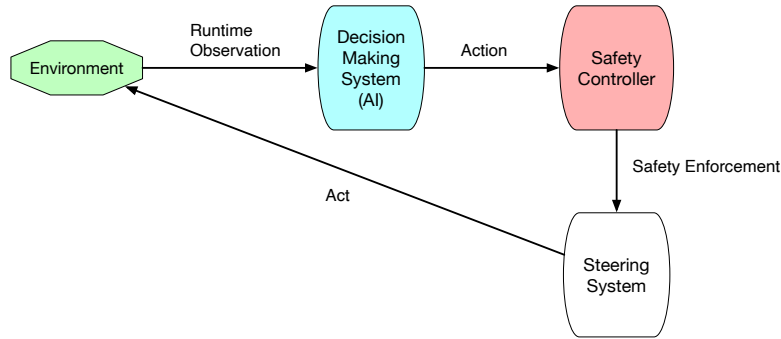 Environment
Runtime
Observation
Decision
Making
System
(AI)
Action
Safety
Controller
Safety Enforcement
Act
Steering
System